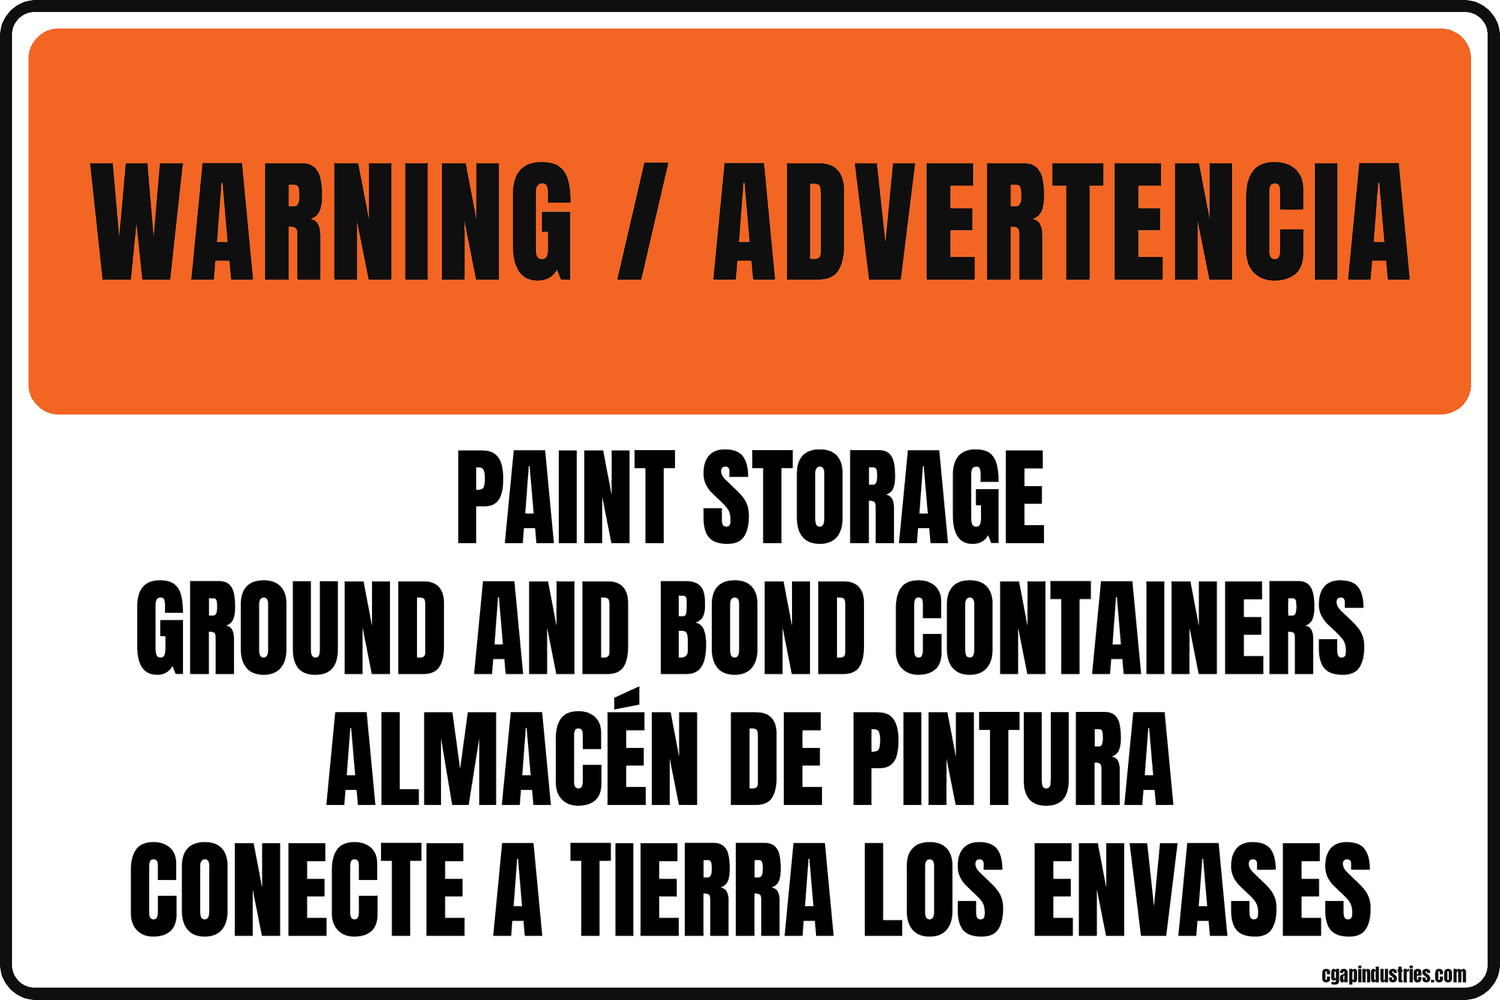 WARNING / ADVERTENCIA
PAINT STORAGE
GROUND AND BOND CONTAINERS
ALMACÉN DE PINTURA
CONECTE A TIERRA LOS ENVASES
cgapindustries.com